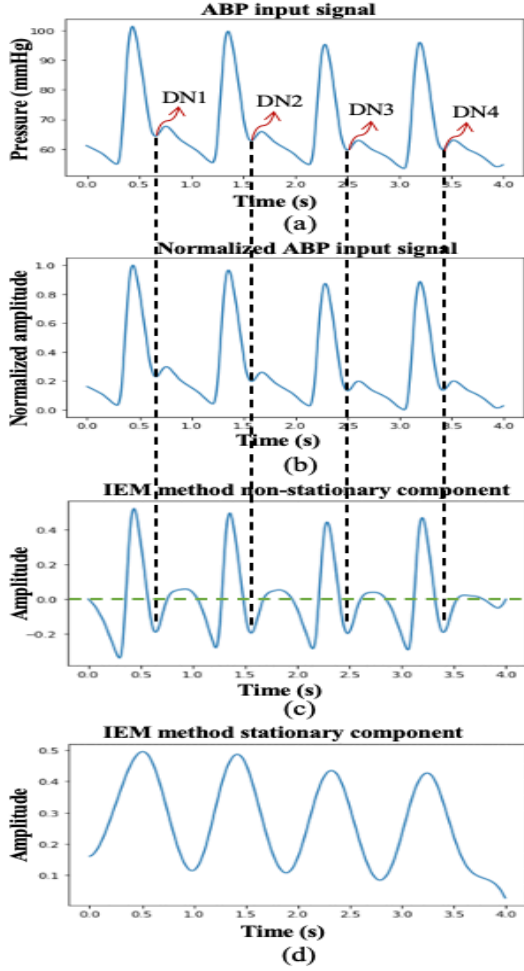 ABP input signal
Pressure (mmHg)
100
90
80
70
60
DN1
DN2
DN3
DN4
0.0 0.5 1.0 1.5 2.0 2.5 3.0 3.5 4.0
Time (s)
(a)
Normalized ABP input signal
Normalized amplitude
1.0
0.8
0.6
0.4
0.2
0.0
0.0 0.5 1.0 1.5 2.0 2.5 3.0 3.5 4.0
Time (s)
(b)
IEM method non-stationary component
Amplitude
0.4
0.2
0.0
−0.2
0.0 0.5 1.0 1.5 2.0 2.5 3.0 3.5 4.0
Time (s)
(c)
IEM method stationary component
Amplitude
0.5
0.4
0.3
0.2
0.1
0.0 0.5 1.0 1.5 2.0 2.5 3.0 3.5 4.0
Time (s)
(d)